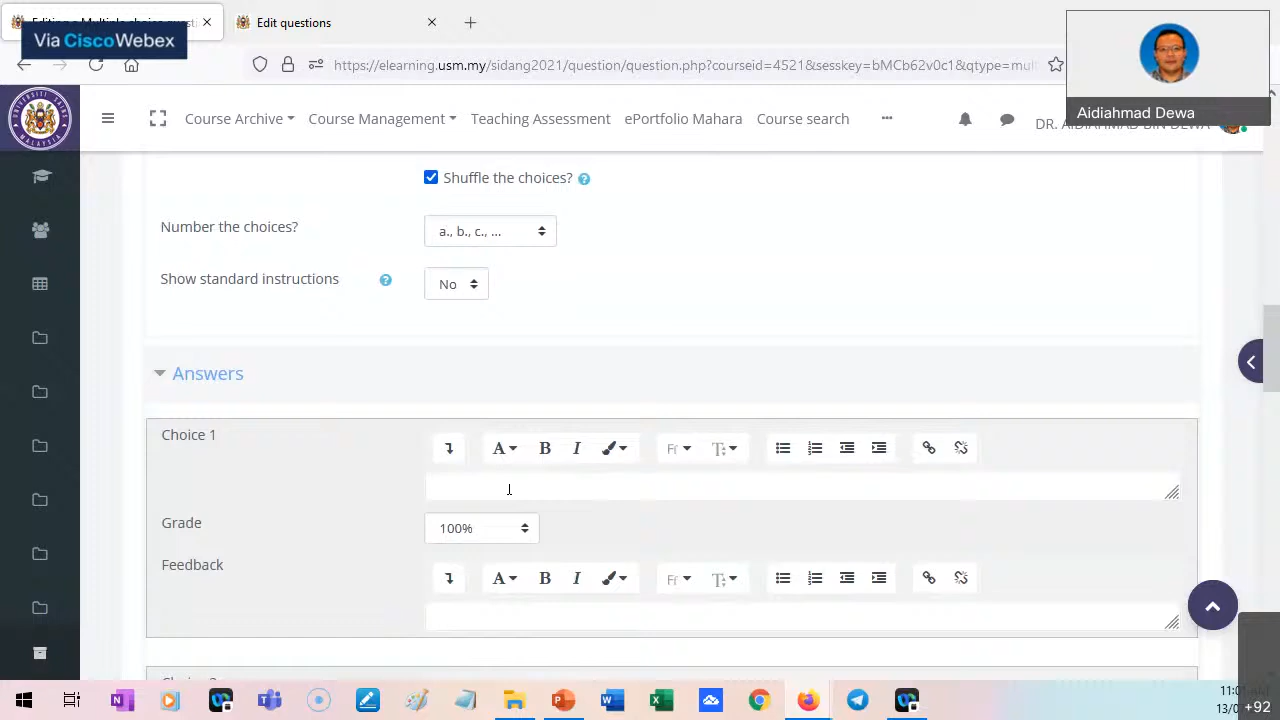 Editing a Multiple choice questi
Edit questions
Via CiscoWebex
https://elearning.usm.my/sidang2021/question/question.php?courseid=4521&sesskey=bMCb62v0c1&qtype=mul
Aidiahmad Dewa
Course Archive
Course Management
Teaching Assessment
ePortfolio Mahara
Course search
DR. AIDIAHMAD BIN DEWA
Shuffle the choices?
Number the choices?
a., b., c., ...
Show standard instructions
No
Answers
Choice 1
Grade
100%
Feedback
11:0
13/0
+92